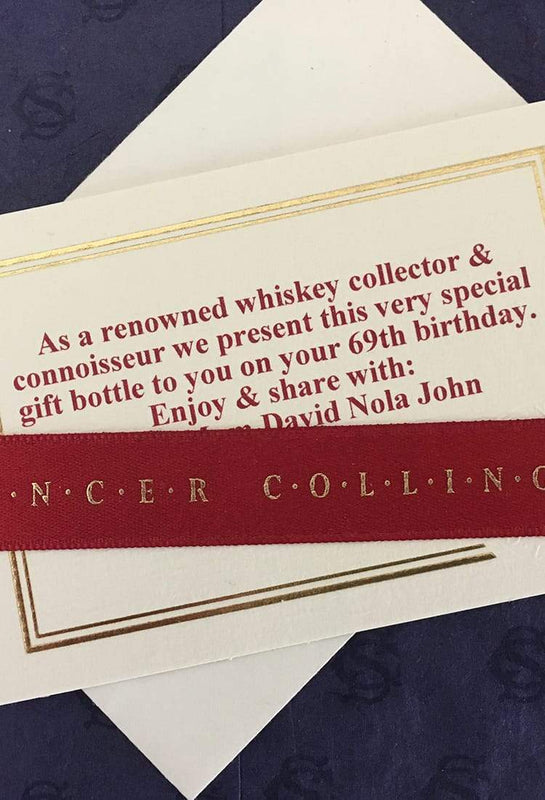 As a renowned whiskey collector &
connoisseur we present this very special
gift bottle to you on your 69th birthday.
Enjoy & share with:
David Nola John
N·C·E·R C·O·L·L·I·N·